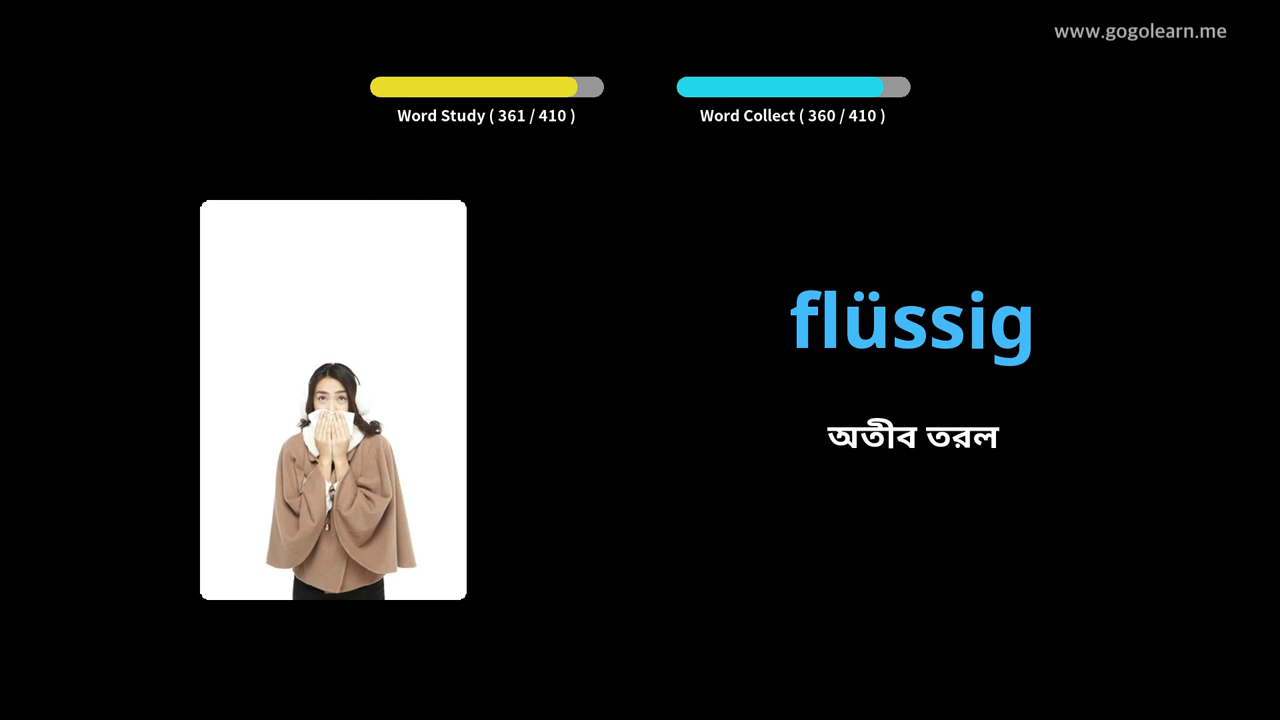 www.gogolearn.me
Word Study ( 361 / 410 )
Word Collect ( 360 / 410 )
flüssig
অতীব তরল